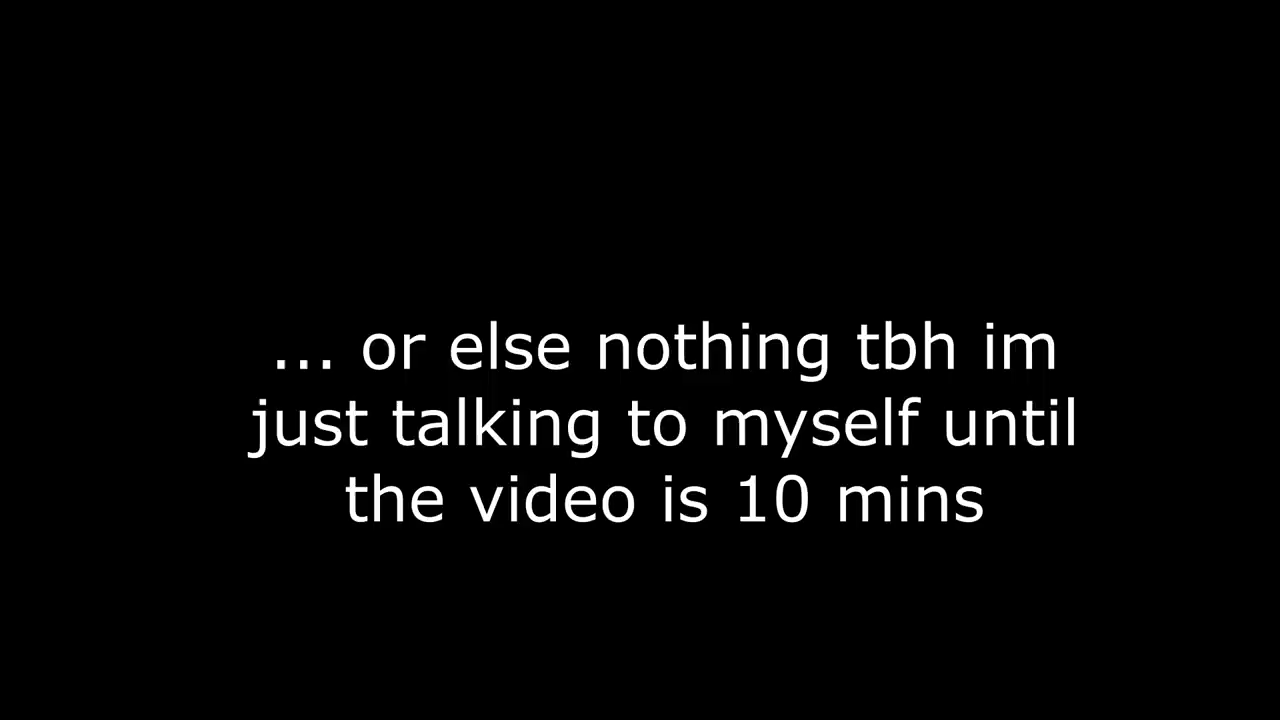 ... or else nothing tbh im
just talking to myself until
the video is 10 mins